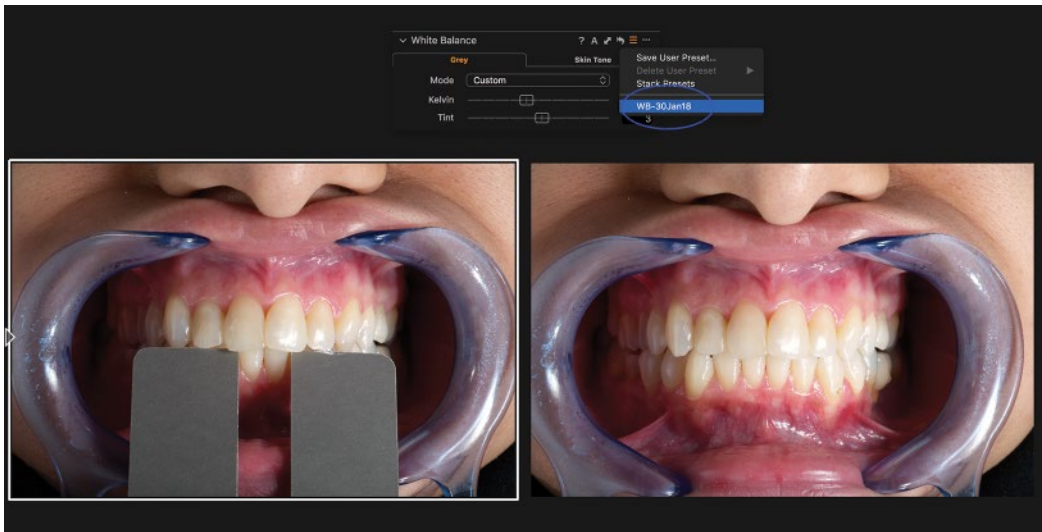 White Balance
? A
Grey
Skin Tone
Mode
Custom
Kelvin
Tint
3
Save User Preset...
Delete User Preset
Stack Presets
WB-30Jan18